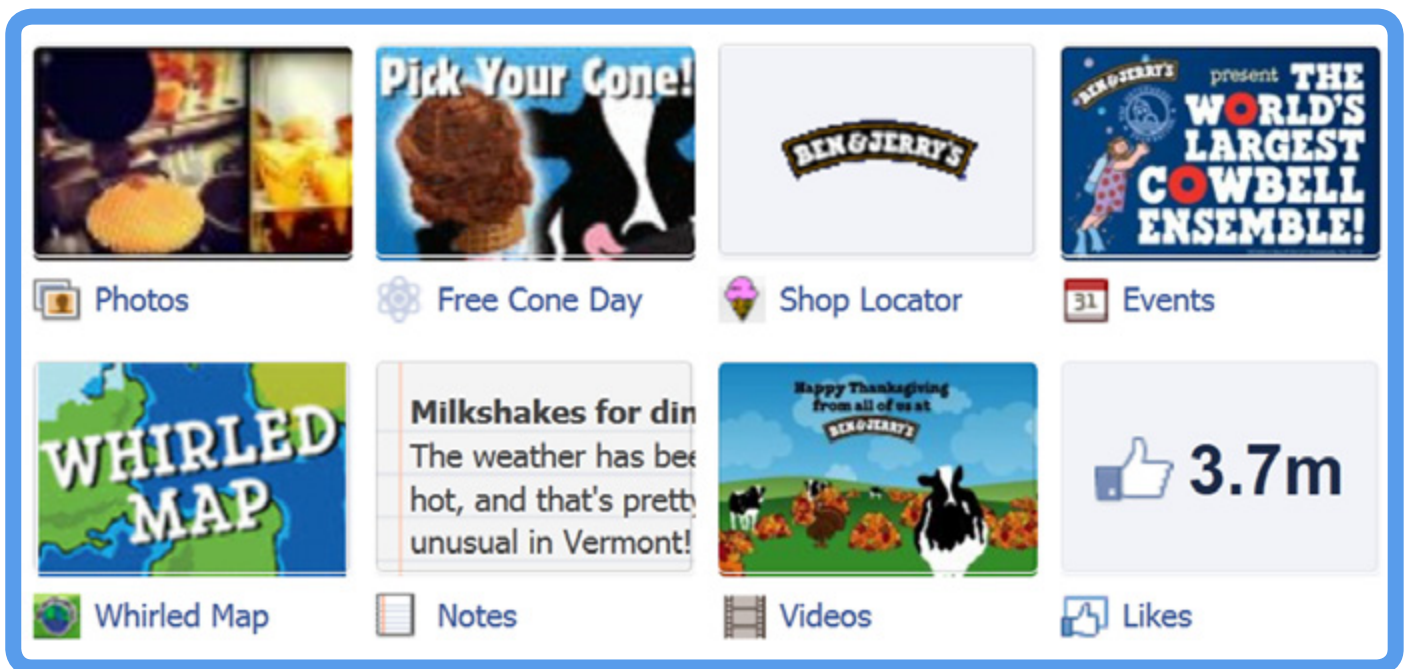 Pick Your Cone!
BEN & JERRY'S
BEN & JERRY'S
present THE
WORLD'S
LARGEST
COWBELL
ENSEMBLE!
Photos
Free Cone Day
Shop Locator
31
Events
WHIRLED
MAP
Milkshakes for din
The weather has bee
hot, and that's pretty
unusual in Vermont!
Happy Thanksgiving
from all of us at
BEN & JERRY'S
3.7m
Whirled Map
Notes
Videos
Likes